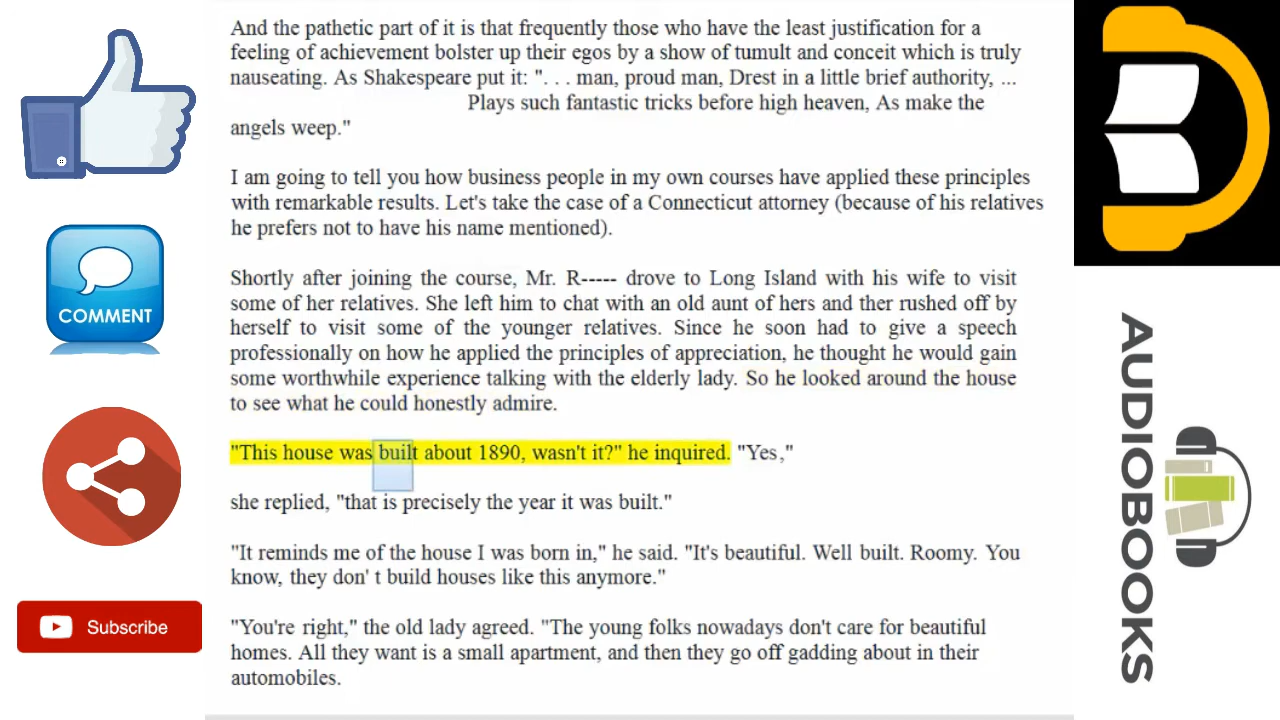 And the pathetic part of it is that frequently those who have the least justification for a
feeling of achievement bolster up their egos by a show of tumult and conceit which is truly
nauseating. As Shakespeare put it: ". . . man, proud man, Drest in a little brief authority, ...
Plays such fantastic tricks before high heaven, As make the
angels weep."
I am going to tell you how business people in my own courses have applied these principles
with remarkable results. Let's take the case of a Connecticut attorney (because of his relatives
he prefers not to have his name mentioned).
Shortly after joining the course, Mr. R----- drove to Long Island with his wife to visit
some of her relatives. She left him to chat with an old aunt of hers and ther rushed off by
herself to visit some of the younger relatives. Since he soon had to give a speech
professionally on how he applied the principles of appreciation, he thought he would gain
some worthwhile experience talking with the elderly lady. So he looked around the house
to see what he could honestly admire.
"This house was built about 1890, wasn't it?" he inquired. "Yes,"
she replied, "that is precisely the year it was built."
"It reminds me of the house I was born in," he said. "It's beautiful. Well built. Roomy. You
know, they don' t build houses like this anymore."
"You're right," the old lady agreed. "The young folks nowadays don't care for beautiful
homes. All they want is a small apartment, and then they go off gadding about in their
automobiles.
COMMENT
Subscribe
AUDIOBOOKS